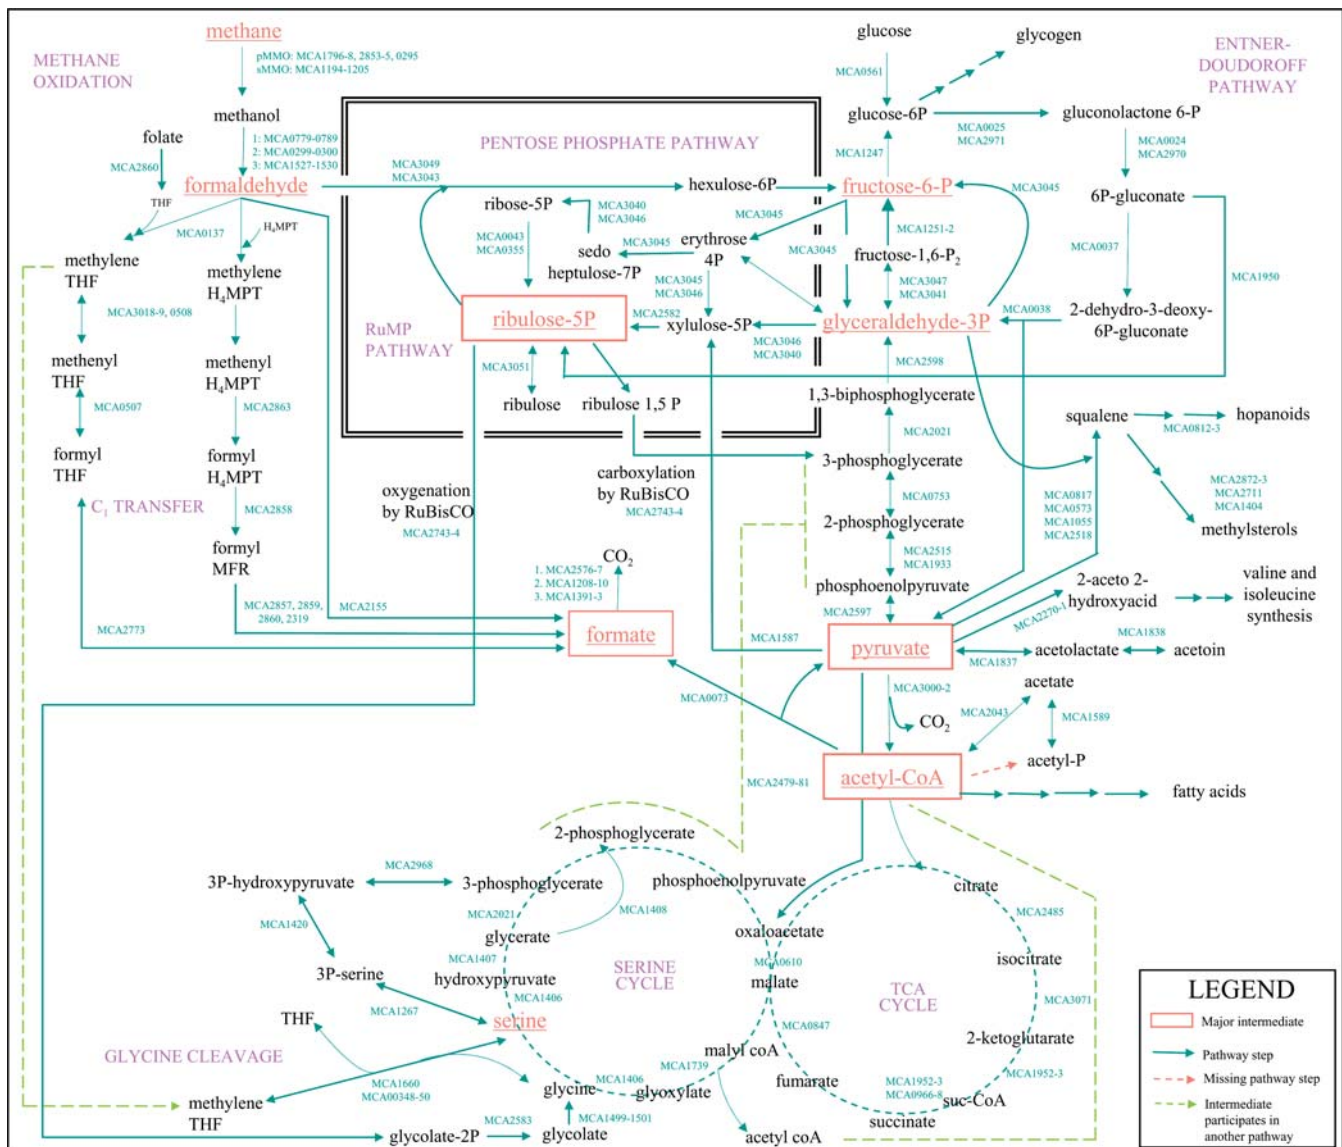 methane
METHANE
OXIDATION
pMMO: MCA1796-8, 2853-5, 0295
sMMO: MCA1194-1205
methanol
folate
1: MCA0779-0789
2: MCA0299-0300
3: MCA1527-1530
MCA2860
formaldehyde
THF
MCA0137
H₄MPT
methylene
THF
methylene
H₄MPT
MCA3018-9, 0508
methenyl
THF
methenyl
H₄MPT
MCA0507
MCA2863
formyl
THF
formyl
H₄MPT
C₁ TRANSFER
MCA2858
formyl
MFR
MCA2857, 2859,
2860, 2319
MCA2155
MCA2773
PENTOSE PHOSPHATE PATHWAY
MCA3049
MCA3043
hexulose-6P
ribose-5P
MCA3040
MCA3046
MCA3045
MCA0043
MCA0355
sedo
heptulose-7P
MCA3045
erythrose
4P
MCA3045
MCA3045
MCA3046
ribulose-5P
MCA2582
xylulose-5P
MCA3046
MCA3040
RuMP
PATHWAY
MCA3051
ribulose
ribulose 1,5 P
oxygenation
by RuBisCO
MCA2743-4
carboxylation
by RuBisCO
MCA2743-4
CO₂
1. MCA2576-7
2. MCA1208-10
3. MCA1391-3
formate
MCA1587
MCA0073
glucose
glycogen
ENTNER-
DOUDOROFF
PATHWAY
MCA0561
glucose-6P
MCA0025
MCA2971
gluconolactone 6-P
MCA0024
MCA2970
MCA1247
fructose-6-P
MCA3045
6P-gluconate
MCA1251-2
fructose-1,6-P₂
MCA0037
MCA1950
MCA3047
MCA3041
glyceraldehyde-3P
MCA0038
2-dehydro-3-deoxy-
6P-gluconate
MCA2598
1,3-biphosphoglycerate
MCA2021
3-phosphoglycerate
MCA0753
2-phosphoglycerate
MCA2515
MCA1933
phosphoenolpyruvate
MCA2597
pyruvate
squalene
MCA0812-3
hopanoids
MCA0817
MCA0573
MCA1055
MCA2518
MCA2872-3
MCA2711
MCA1404
methylsterols
2-aceto 2-
hydroxyacid
MCA2270-1
valine and
isoleucine
synthesis
MCA1837
acetolactate
MCA1838
acetoin
MCA3000-2
CO₂
acetate
MCA2043
MCA1589
acetyl-P
MCA2479-81
acetyl-CoA
fatty acids
2-phosphoglycerate
3P-hydroxypyruvate
MCA2968
3-phosphoglycerate
phosphoenolpyruvate
MCA2021
MCA1408
glycerate
MCA1420
MCA1407
hydroxypyruvate
3P-serine
MCA1406
SERINE
CYCLE
oxaloacetate
MCA0610
malate
MCA1267
serine
THF
GLYCINE CLEAVAGE
MCA1660
MCA00348-50
methylene
THF
glycine
MCA1406
glyoxylate
MCA1739
malyl coA
acetyl coA
glycolate-2P
MCA2583
glycolate
MCA1499-1501
citrate
MCA2485
isocitrate
TCA
CYCLE
MCA3071
MCA0847
2-ketoglutarate
MCA1952-3
fumarate
MCA1952-3
MCA0966-8
suc-CoA
succinate
LEGEND
Major intermediate
Pathway step
Missing pathway step
Intermediate
participates in
another pathway